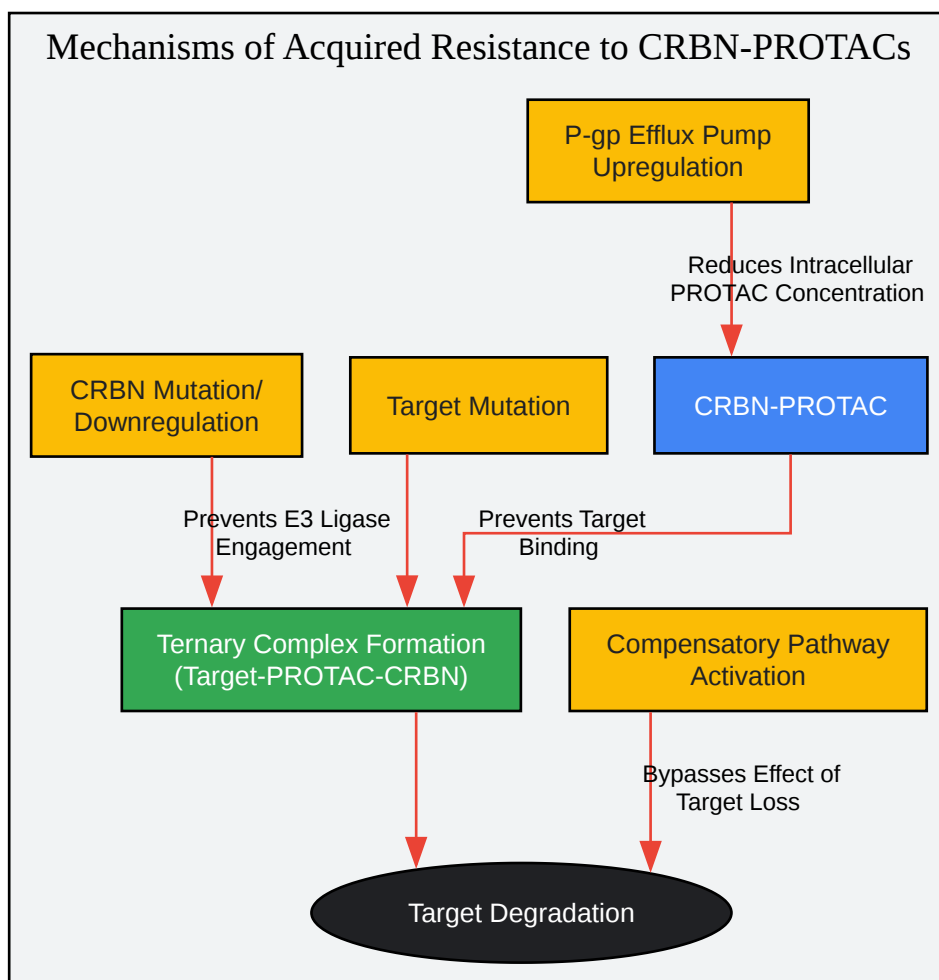 Mechanisms of Acquired Resistance to CRBN-PROTACs
P-gp Efflux Pump
Upregulation
Reduces Intracellular
PROTAC Concentration
CRBN Mutation/
Downregulation
Target Mutation
CRBN-PROTAC
Prevents E3 Ligase
Engagement
Prevents Target
Binding
Ternary Complex Formation
(Target-PROTAC-CRBN)
Compensatory Pathway
Activation
Bypasses Effect of
Target Loss
Target Degradation